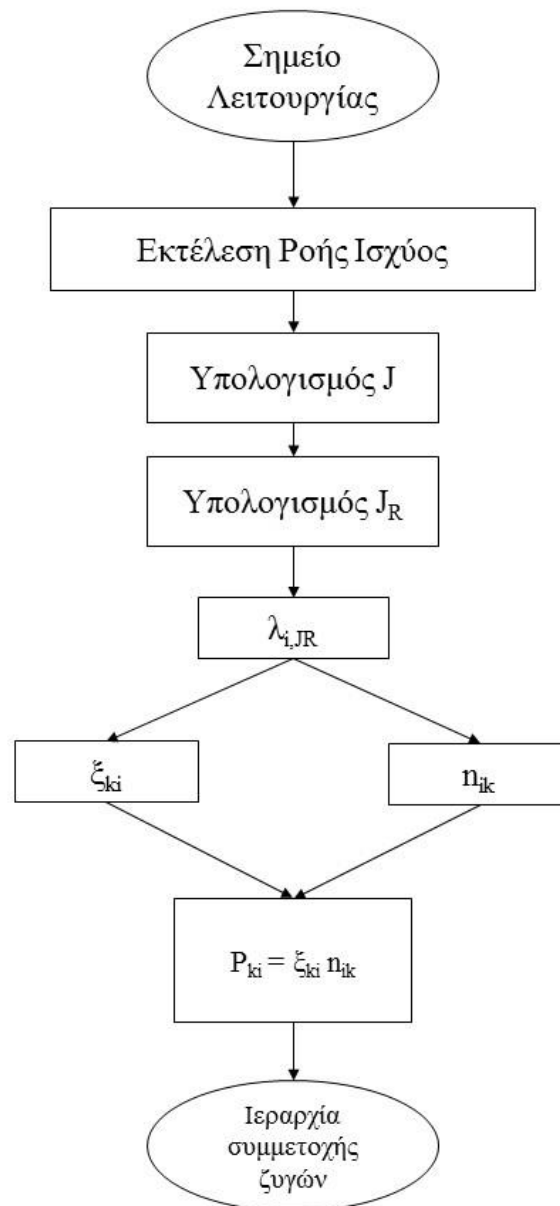 Σημείο
Λειτουργίας
Εκτέλεση Ροής Ισχύος
Υπολογισμός J
Υπολογισμός J_R
λ_i,JR
ξ_ki
n_ik
P_ki = ξ_ki n_ik
Ιεραρχία
συμμετοχής
ζυγών